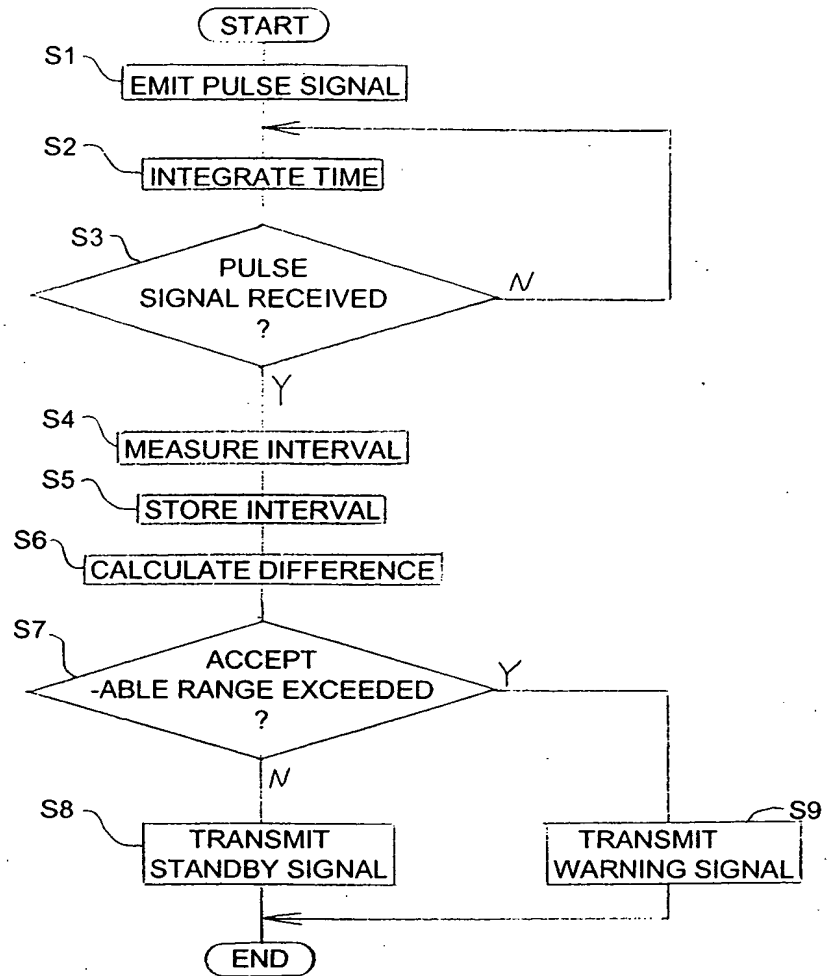 START
S1
EMIT PULSE SIGNAL
S2
INTEGRATE TIME
S3
PULSE
SIGNAL RECEIVED
?
N
Y
S4
MEASURE INTERVAL
S5
STORE INTERVAL
S6
CALCULATE DIFFERENCE
S7
ACCEPT
-ABLE RANGE EXCEEDED
?
Y
N
S8
TRANSMIT
STANDBY SIGNAL
S9
TRANSMIT
WARNING SIGNAL
END